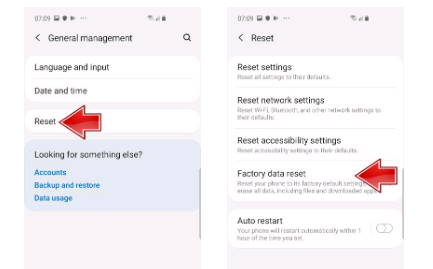 07:09
General management
Language and input
Date and time
Reset
Looking for something else?
Accounts
Backup and restore
Data usage
07:09
Reset
Reset settings
Reset all settings to their defaults.
Reset network settings
Reset Wi-Fi, Bluetooth, and other network settings to
their defaults.
Reset accessibility settings
Reset accessibility settings to their defaults.
Factory data reset
Reset your phone to its factory default settings
erase all data, including files and downloaded apps.
Auto restart
Your phone will restart automatically within 1
hour of the time you set.